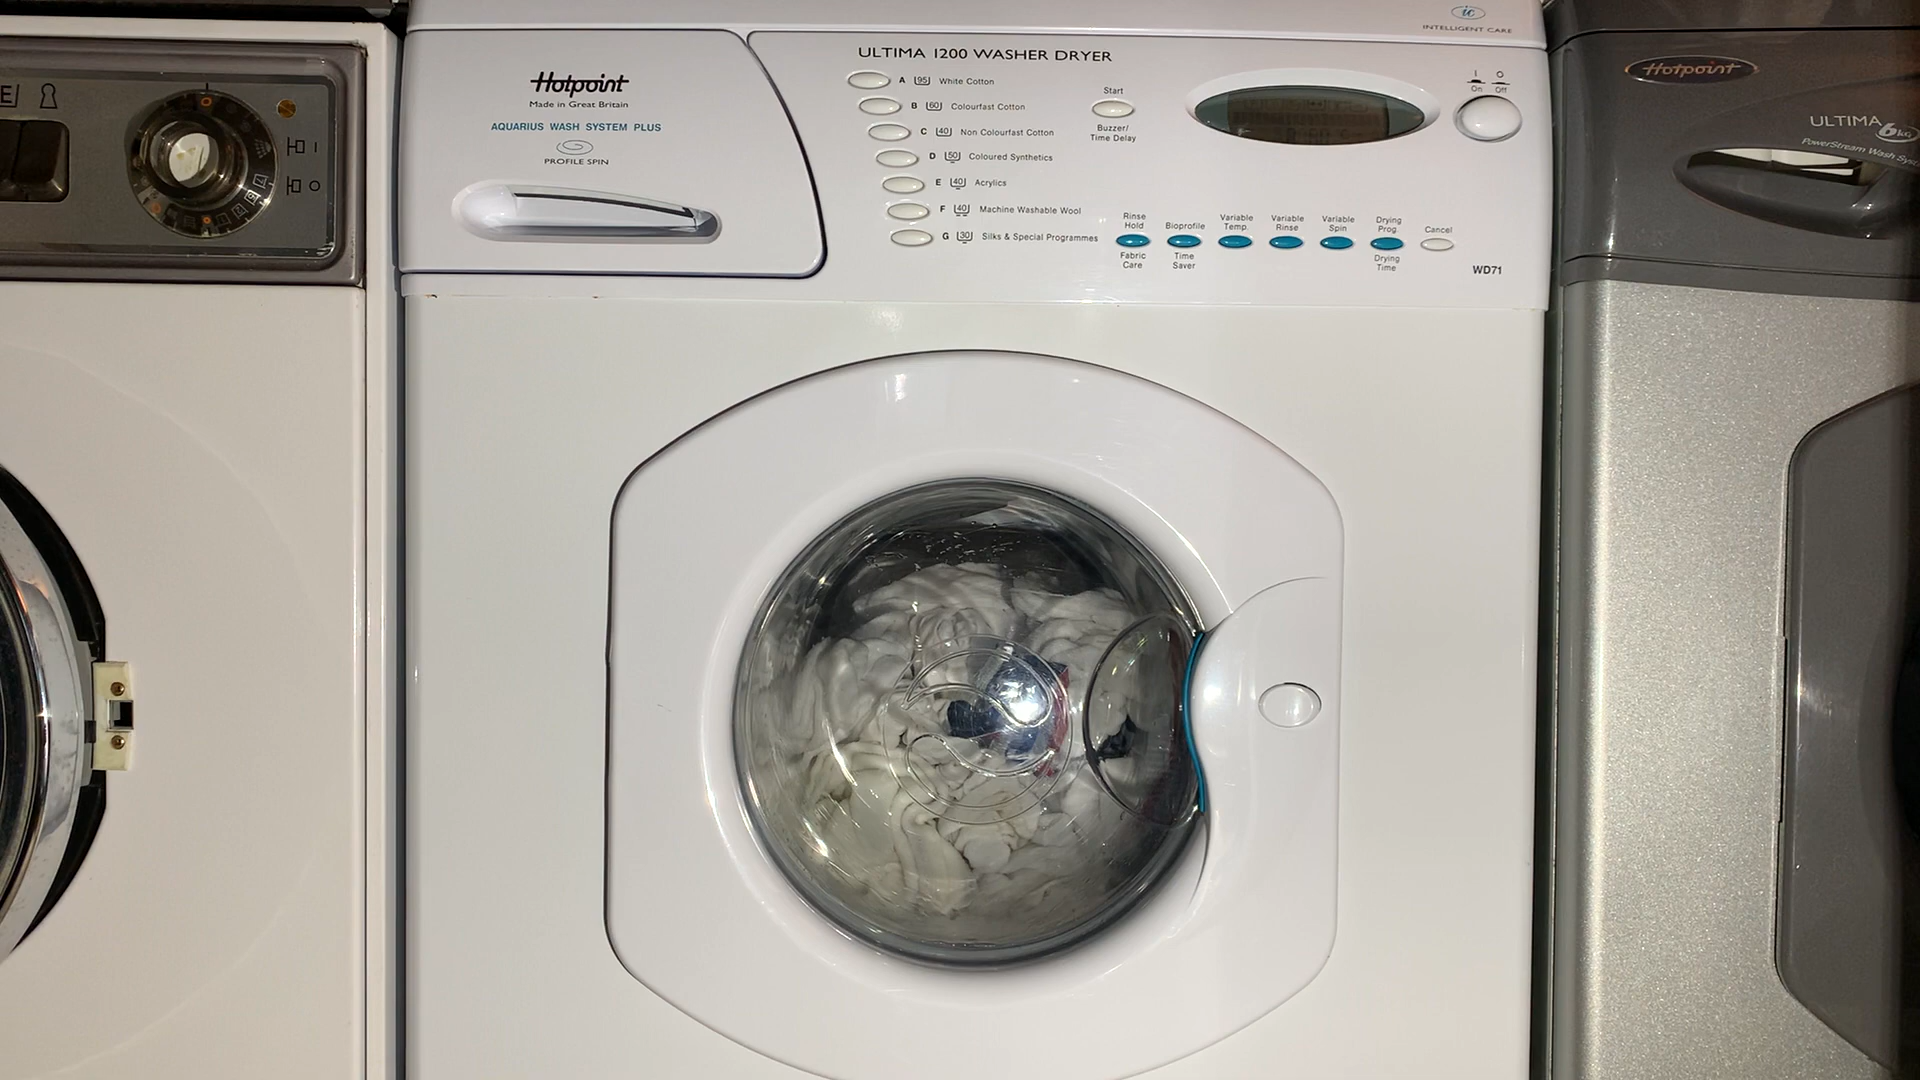 Hotpoint
Made in Great Britain
AQUARIUS WASH SYSTEM PLUS
PROFILE SPIN
ULTIMA 1200 WASHER DRYER
A 95 White Cotton
B 60 Colourfast Cotton
C 40 Non Colourfast Cotton
D 50 Coloured Synthetics
E 40 Acrylics
F 40 Machine Washable Wool
G 30 Silks & Special Programmes
Start
Buzzer/
Time Delay
Rinse
Hold
Fabric
Care
Bioprofile
Time
Saver
Variable
Temp.
Variable
Rinse
Variable
Spin
Drying
Prog.
Drying
Time
Cancel
WD71
ic
INTELLIGENT CARE
I O
On Off
Hotpoint
ULTIMA
6kg
PowerStream Wash
E
I
O